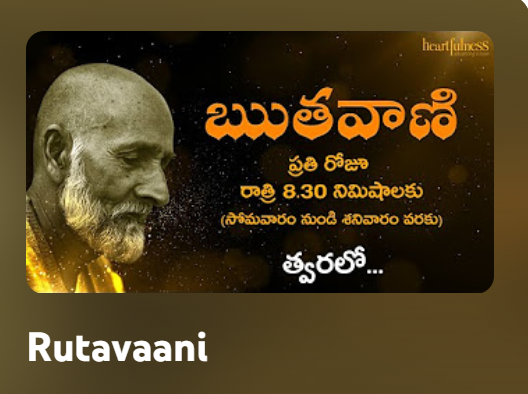 heartfulness
ఋతవాణి
ప్రతి రోజూ
రాత్రి 8.30 నిమిషాలకు
(సోమవారం నుండి శనివారం వరకు)
త్వరలో...
Rutavaani